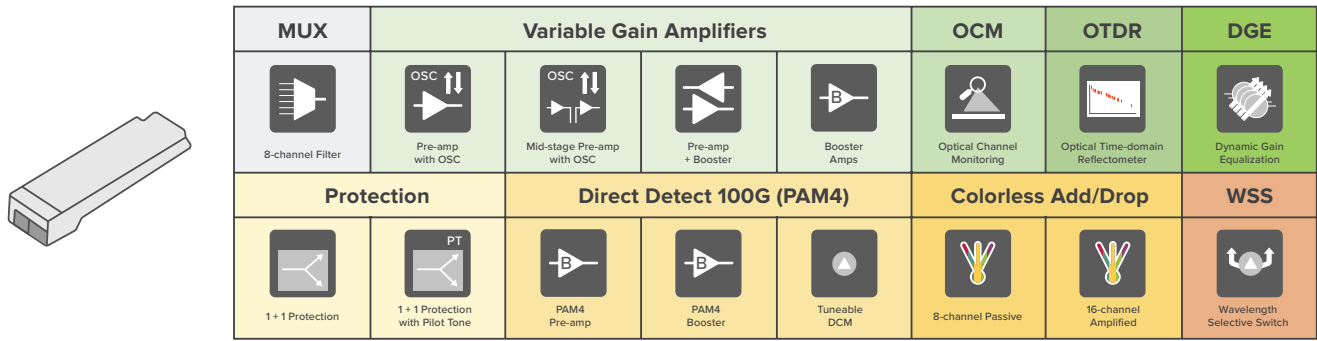 MUX
Variable Gain Amplifiers
OCM
OTDR
DGE
OSC
OSC
B
8-channel Filter
Pre-amp
with OSC
Mid-stage Pre-amp
with OSC
Pre-amp
+ Booster
Booster
Amps
Optical Channel
Monitoring
Optical Time-domain
Reflectometer
Dynamic Gain
Equalization
Protection
Direct Detect 100G (PAM4)
Colorless Add/Drop
WSS
PT
B
B
1 + 1 Protection
1 + 1 Protection
with Pilot Tone
PAM4
Pre-amp
PAM4
Booster
Tuneable
DCM
8-channel Passive
16-channel
Amplified
Wavelength
Selective Switch